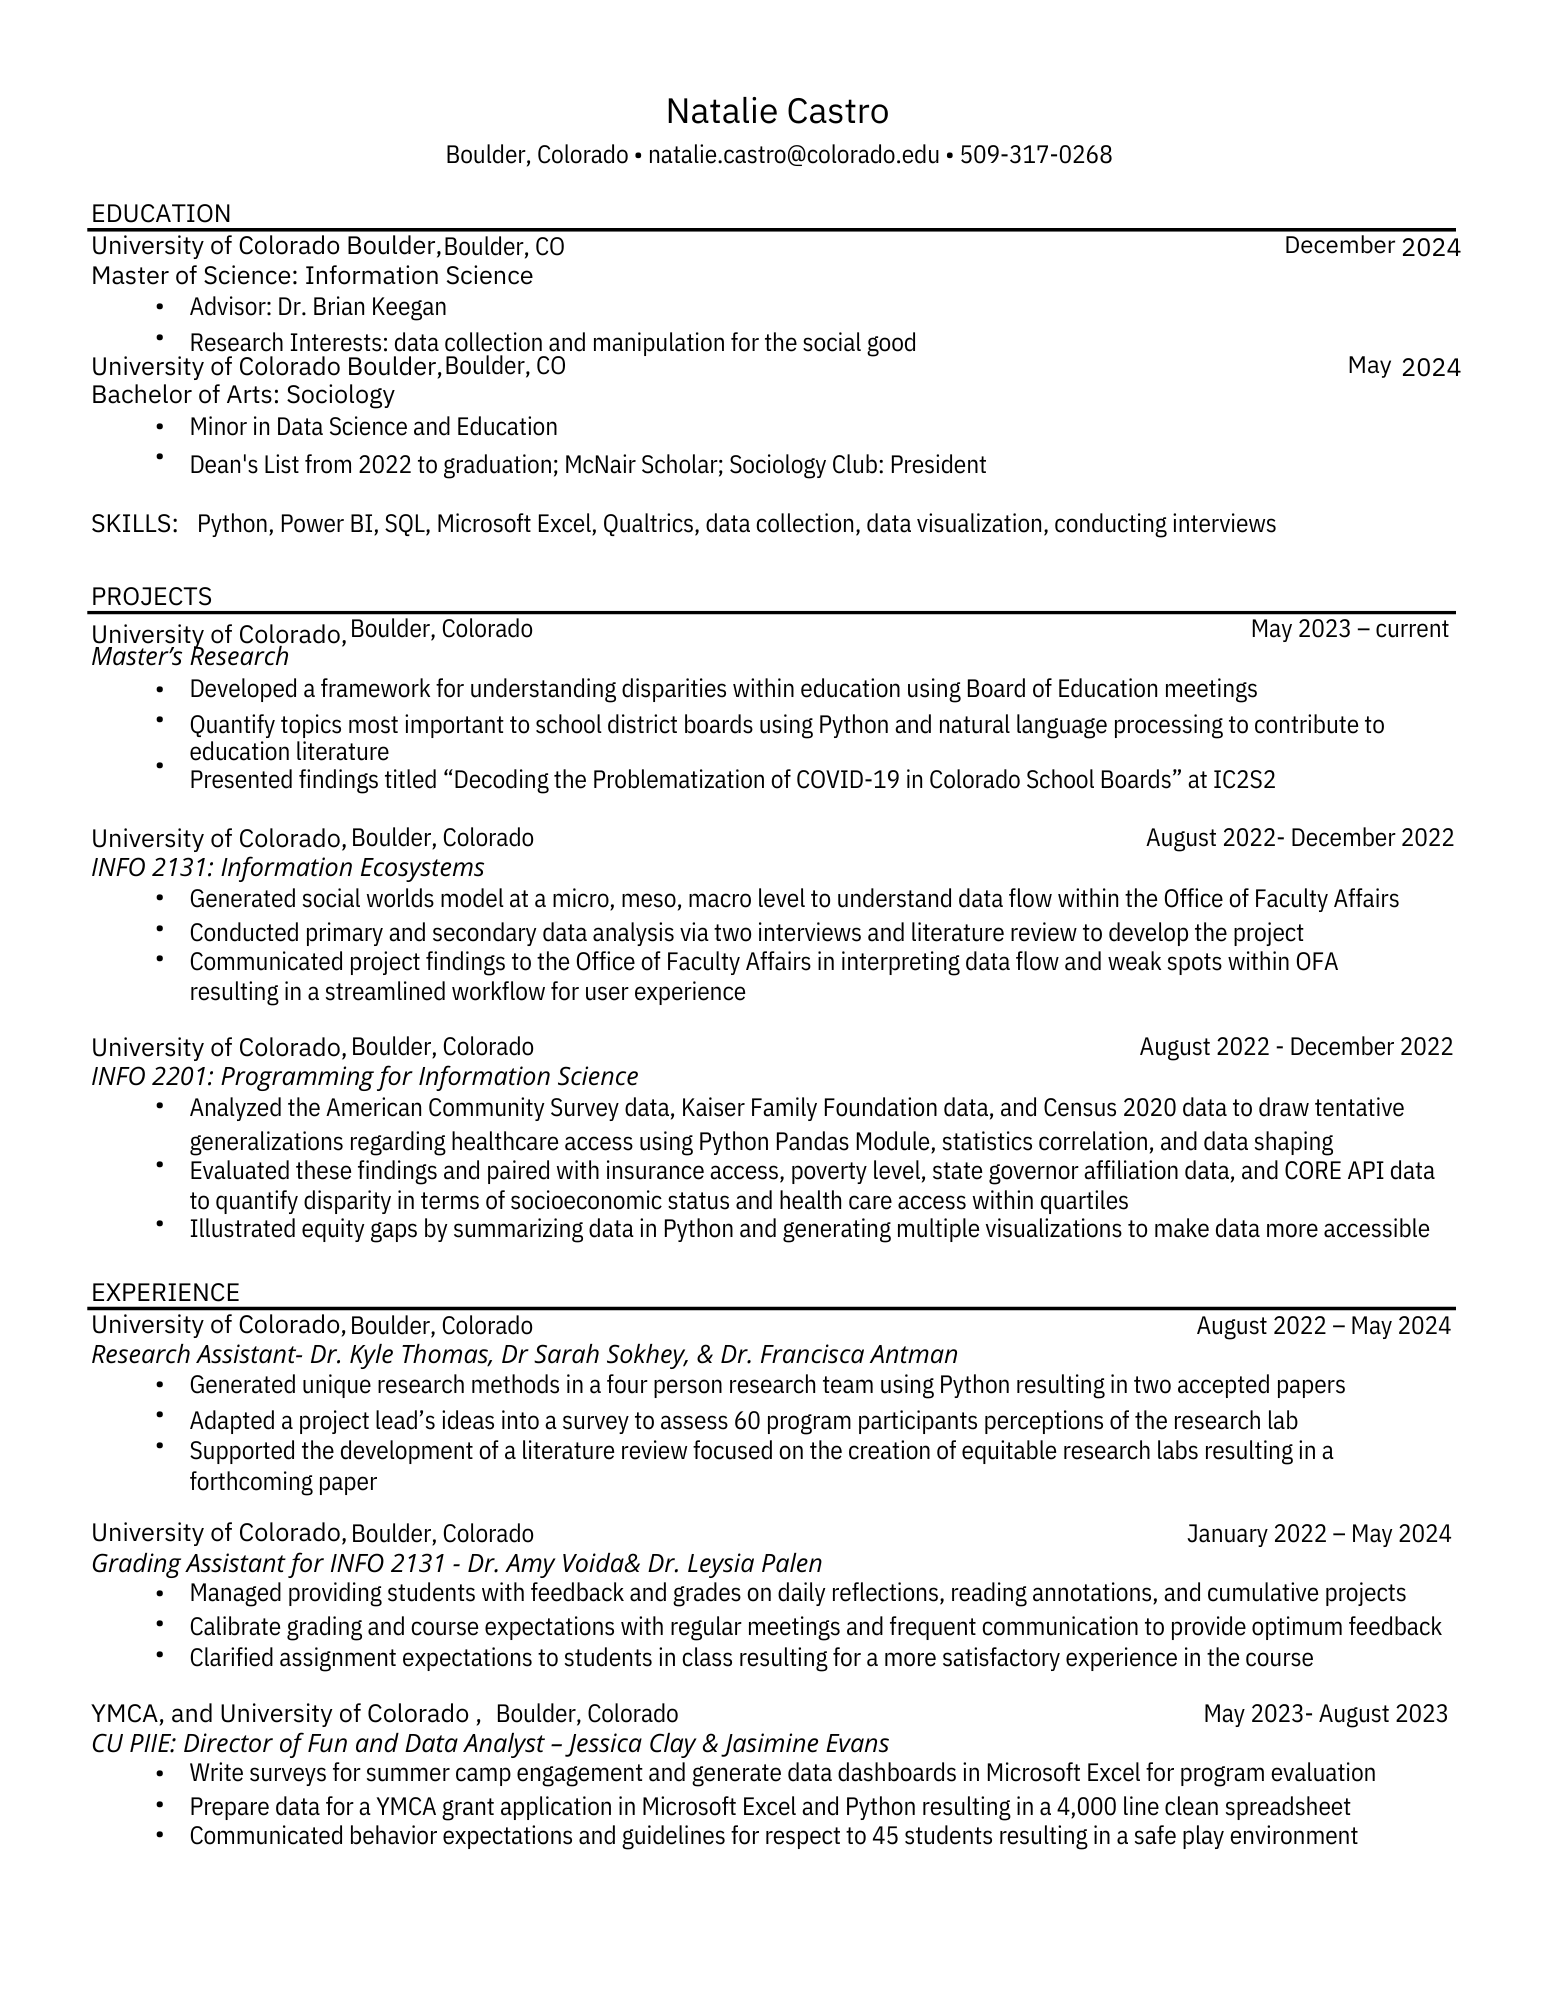 Natalie Castro
Boulder, Colorado • natalie.castro@colorado.edu • 509-317-0268
EDUCATION
University of Colorado Boulder, Boulder, CO December 2024
Master of Science: Information Science
• Advisor: Dr. Brian Keegan
• Research Interests: data collection and manipulation for the social good
University of Colorado Boulder, Boulder, CO May 2024
Bachelor of Arts: Sociology
• Minor in Data Science and Education
• Dean's List from 2022 to graduation; McNair Scholar; Sociology Club: President
SKILLS: Python, Power BI, SQL, Microsoft Excel, Qualtrics, data collection, data visualization, conducting interviews
PROJECTS
University of Colorado, Boulder, Colorado May 2023 – current
Master’s Research
• Developed a framework for understanding disparities within education using Board of Education meetings
• Quantify topics most important to school district boards using Python and natural language processing to contribute to
education literature
• Presented findings titled “Decoding the Problematization of COVID-19 in Colorado School Boards” at IC2S2
University of Colorado, Boulder, Colorado August 2022- December 2022
INFO 2131: Information Ecosystems
• Generated social worlds model at a micro, meso, macro level to understand data flow within the Office of Faculty Affairs
• Conducted primary and secondary data analysis via two interviews and literature review to develop the project
• Communicated project findings to the Office of Faculty Affairs in interpreting data flow and weak spots within OFA
resulting in a streamlined workflow for user experience
University of Colorado, Boulder, Colorado August 2022 - December 2022
INFO 2201: Programming for Information Science
• Analyzed the American Community Survey data, Kaiser Family Foundation data, and Census 2020 data to draw tentative
generalizations regarding healthcare access using Python Pandas Module, statistics correlation, and data shaping
• Evaluated these findings and paired with insurance access, poverty level, state governor affiliation data, and CORE API data
to quantify disparity in terms of socioeconomic status and health care access within quartiles
• Illustrated equity gaps by summarizing data in Python and generating multiple visualizations to make data more accessible
EXPERIENCE
University of Colorado, Boulder, Colorado August 2022 – May 2024
Research Assistant- Dr. Kyle Thomas, Dr Sarah Sokhey, & Dr. Francisca Antman
• Generated unique research methods in a four person research team using Python resulting in two accepted papers
• Adapted a project lead’s ideas into a survey to assess 60 program participants perceptions of the research lab
• Supported the development of a literature review focused on the creation of equitable research labs resulting in a
forthcoming paper
University of Colorado, Boulder, Colorado January 2022 – May 2024
Grading Assistant for INFO 2131 - Dr. Amy Voida& Dr. Leysia Palen
• Managed providing students with feedback and grades on daily reflections, reading annotations, and cumulative projects
• Calibrate grading and course expectations with regular meetings and frequent communication to provide optimum feedback
• Clarified assignment expectations to students in class resulting for a more satisfactory experience in the course
YMCA, and University of Colorado , Boulder, Colorado May 2023- August 2023
CU PIIE: Director of Fun and Data Analyst – Jessica Clay & Jasimine Evans
• Write surveys for summer camp engagement and generate data dashboards in Microsoft Excel for program evaluation
• Prepare data for a YMCA grant application in Microsoft Excel and Python resulting in a 4,000 line clean spreadsheet
• Communicated behavior expectations and guidelines for respect to 45 students resulting in a safe play environment